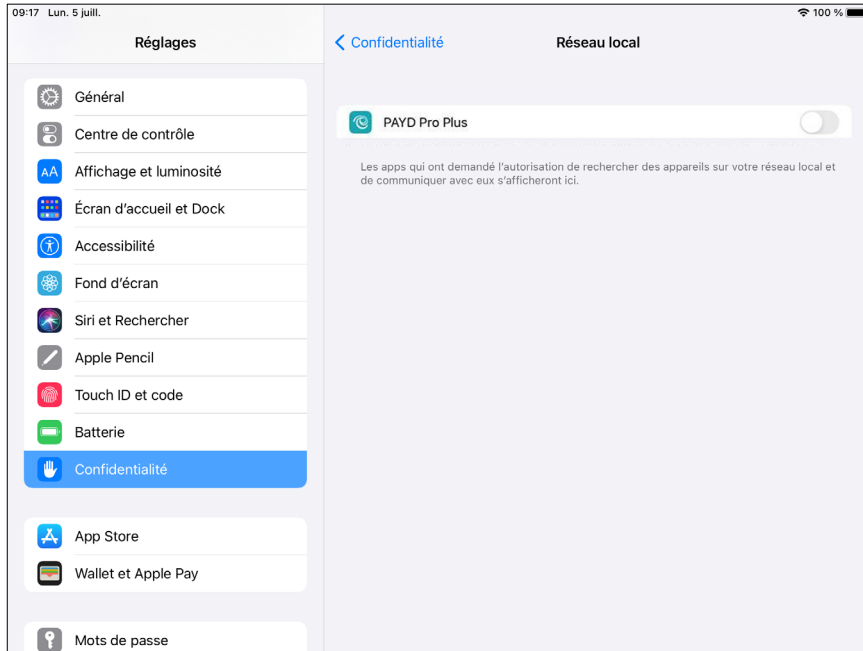 09:17 Lun. 5 juill.
100 %
Réglages
Confidentialité
Réseau local
Général
Centre de contrôle
Affichage et luminosité
Écran d'accueil et Dock
Accessibilité
Fond d'écran
Siri et Rechercher
Apple Pencil
Touch ID et code
Batterie
Confidentialité
App Store
Wallet et Apple Pay
Mots de passe
PAYD Pro Plus
Les apps qui ont demandé l'autorisation de rechercher des appareils sur votre réseau local et
de communiquer avec eux s'afficheront ici.